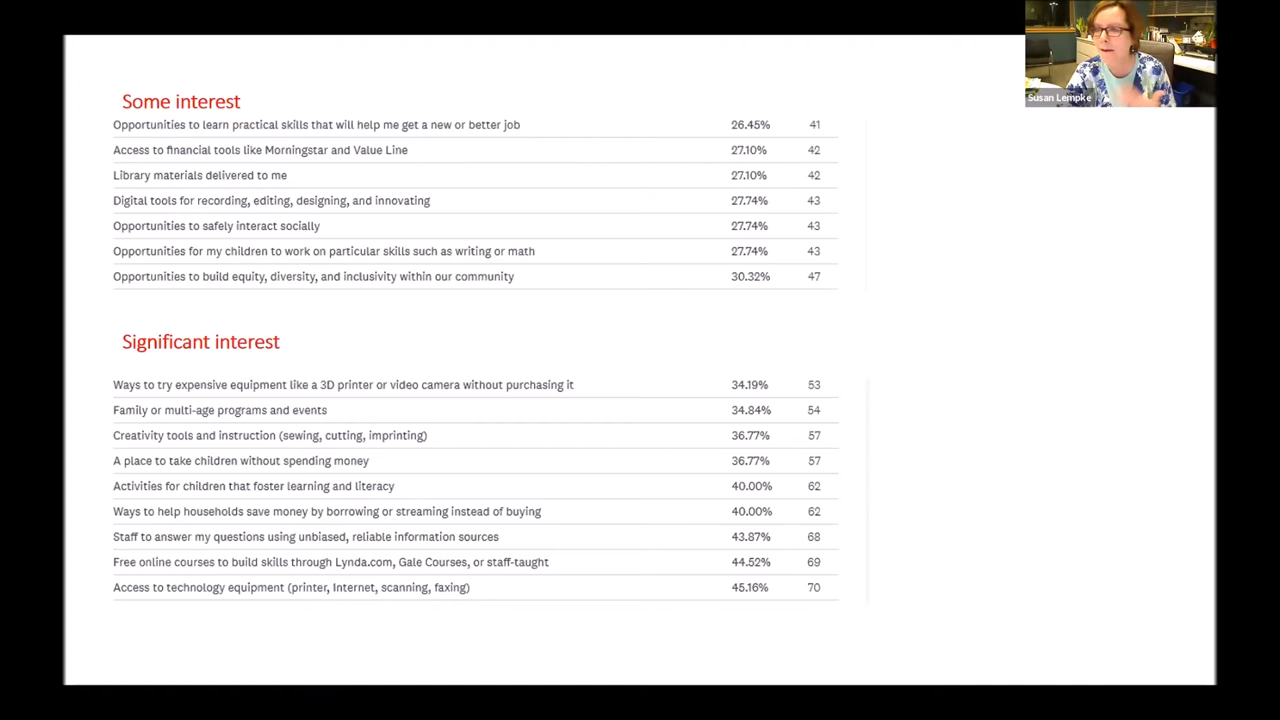 Susan Lempke
Some interest
Opportunities to learn practical skills that will help me get a new or better job 26.45% 41
Access to financial tools like Morningstar and Value Line 27.10% 42
Library materials delivered to me 27.10% 42
Digital tools for recording, editing, designing, and innovating 27.74% 43
Opportunities to safely interact socially 27.74% 43
Opportunities for my children to work on particular skills such as writing or math 27.74% 43
Opportunities to build equity, diversity, and inclusivity within our community 30.32% 47
Significant interest
Ways to try expensive equipment like a 3D printer or video camera without purchasing it 34.19% 53
Family or multi-age programs and events 34.84% 54
Creativity tools and instruction (sewing, cutting, imprinting) 36.77% 57
A place to take children without spending money 36.77% 57
Activities for children that foster learning and literacy 40.00% 62
Ways to help households save money by borrowing or streaming instead of buying 40.00% 62
Staff to answer my questions using unbiased, reliable information sources 43.87% 68
Free online courses to build skills through Lynda.com, Gale Courses, or staff-taught 44.52% 69
Access to technology equipment (printer, Internet, scanning, faxing) 45.16% 70